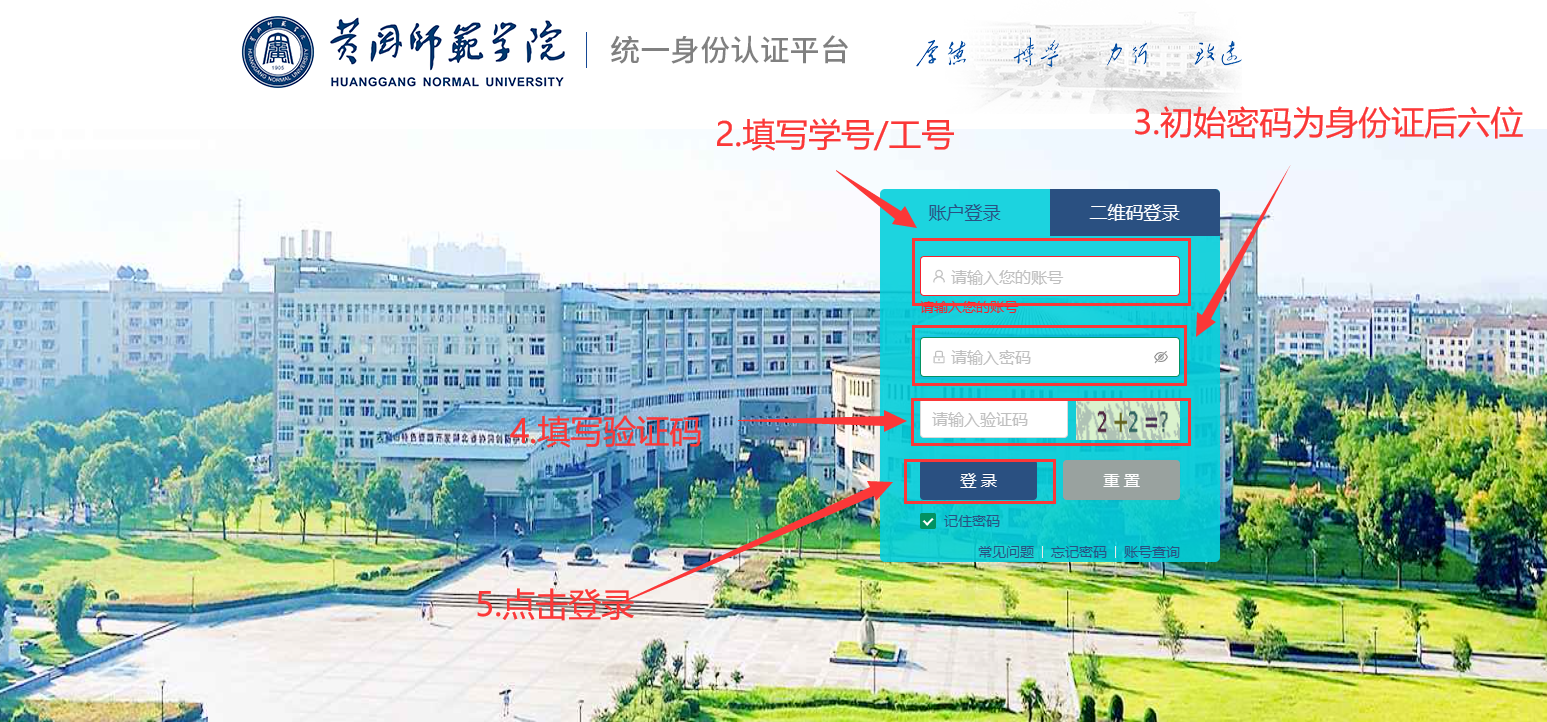 黄冈師範学院
HUANGGANG NORMAL UNIVERSITY
1905
统一身份认证平台
厚德 博学 力行 致远
2.填写学号/工号
3.初始密码为身份证后六位
账户登录
二维码登录
请输入您的账号
请输入您的账号
请输入密码
4.填写验证码
请输入验证码
2+2=?
登 录
重 置
记住密码
5.点击登录
常见问题
忘记密码
账号查询